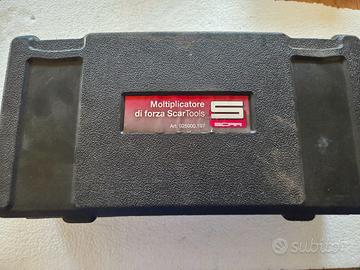 Moltiplicatore
di forza ScarTools
SCAR
subito